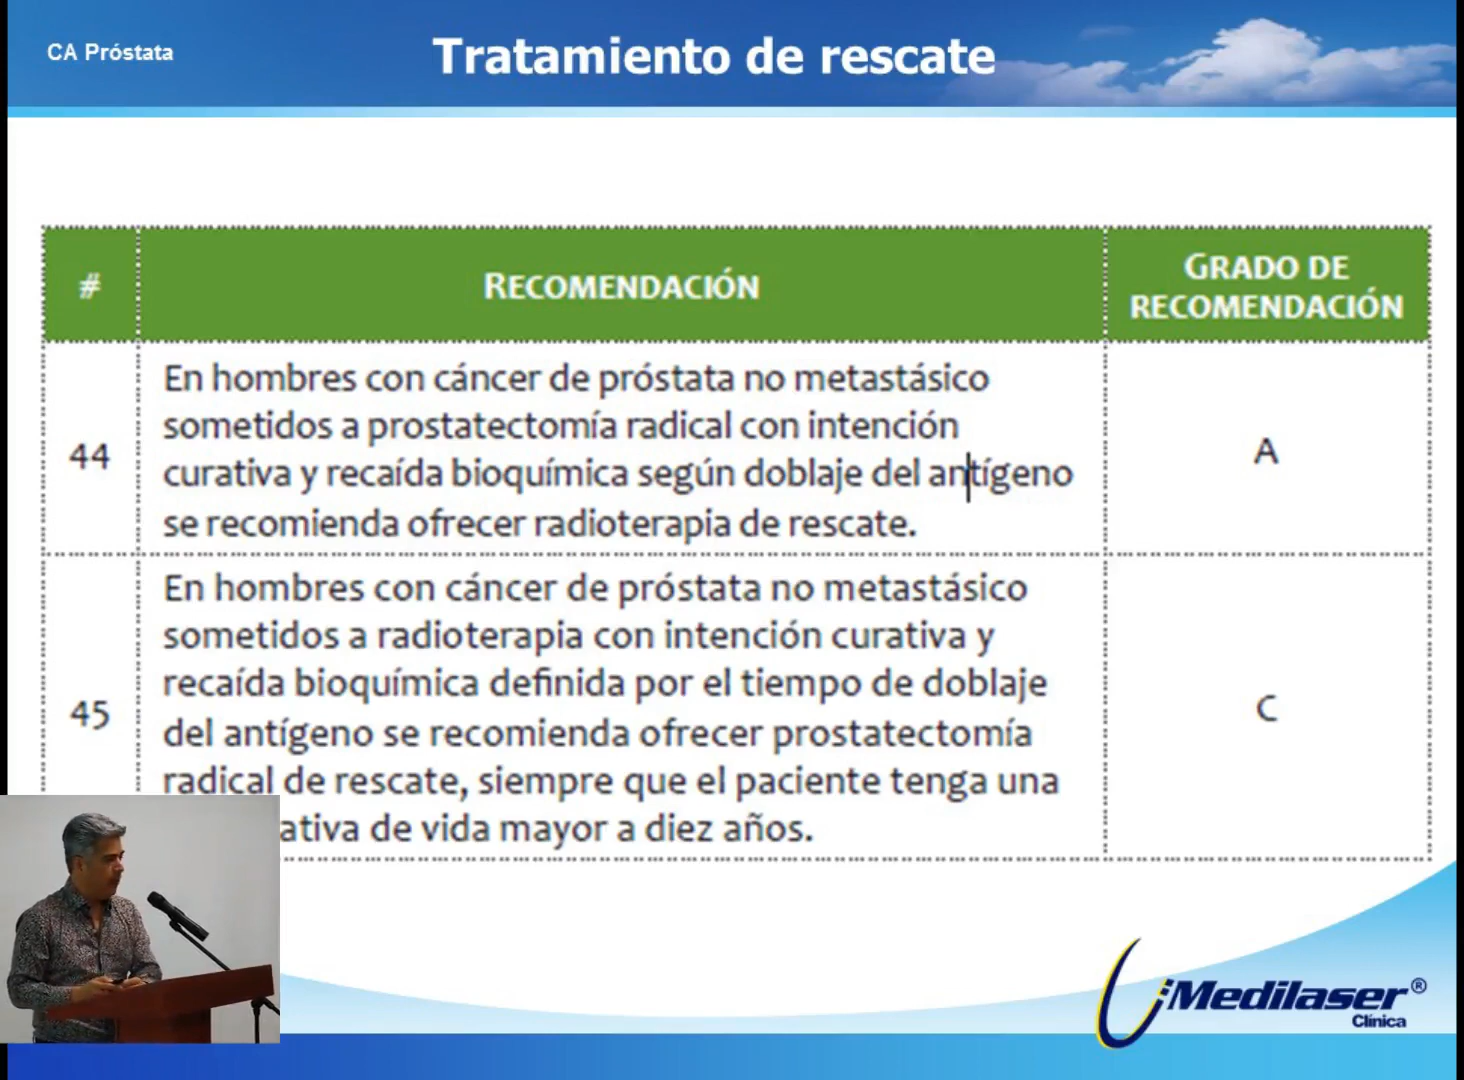 CA Próstata
Tratamiento de rescate
#
RECOMENDACIÓN
GRADO DE
RECOMENDACIÓN
44
En hombres con cáncer de próstata no metastásico
sometidos a prostatectomía radical con intención
curativa y recaída bioquímica según doblaje del antígeno
se recomienda ofrecer radioterapia de rescate.
A
45
En hombres con cáncer de próstata no metastásico
sometidos a radioterapia con intención curativa y
recaída bioquímica definida por el tiempo de doblaje
del antígeno se recomienda ofrecer prostatectomía
radical de rescate, siempre que el paciente tenga una
ativa de vida mayor a diez años.
C
Medilaser®
Clínica